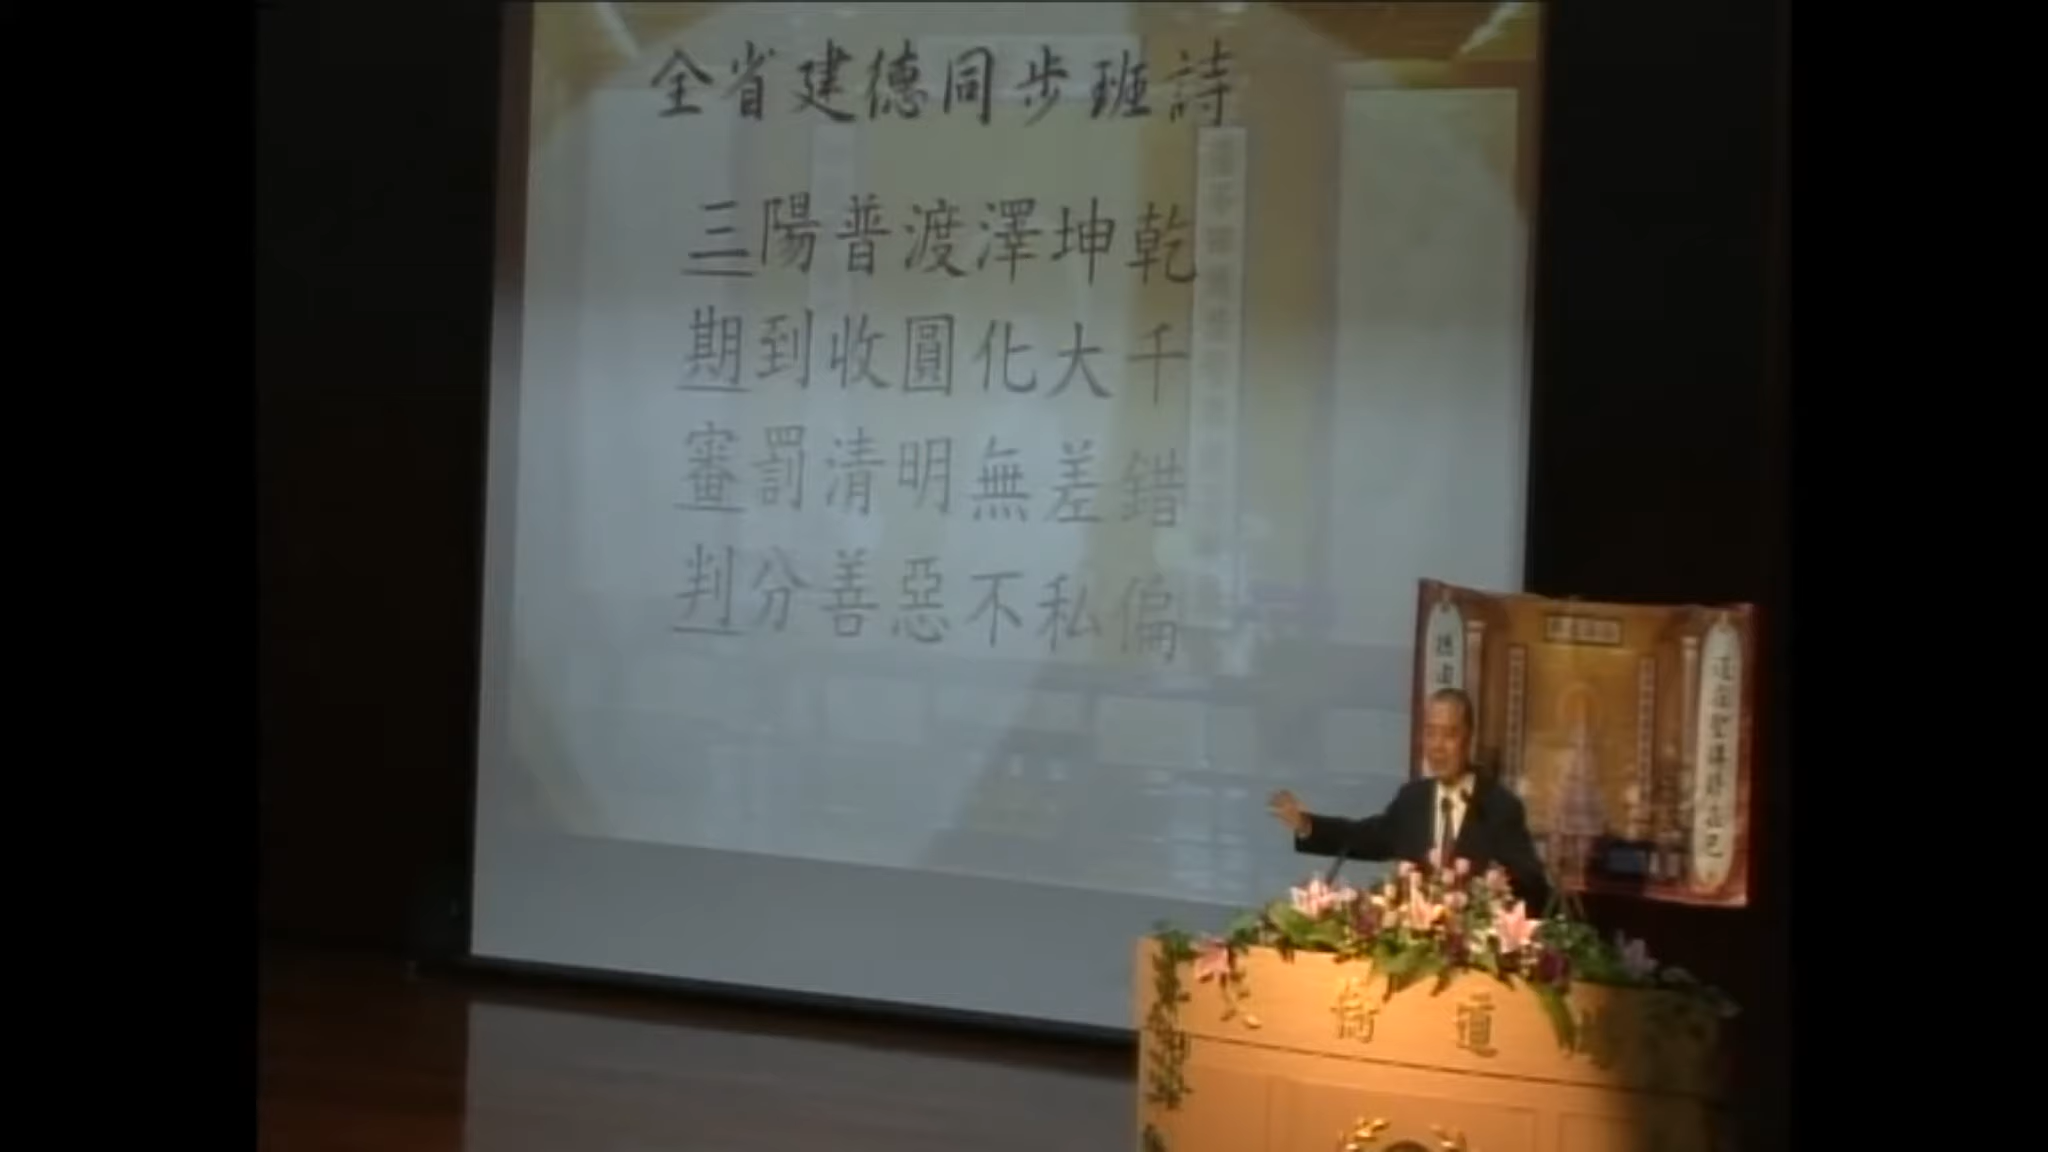 全省建德同步班詩
三陽普渡澤坤乾
期到收圓化大千
審罰清明無差錯
判分善惡不私偏
道